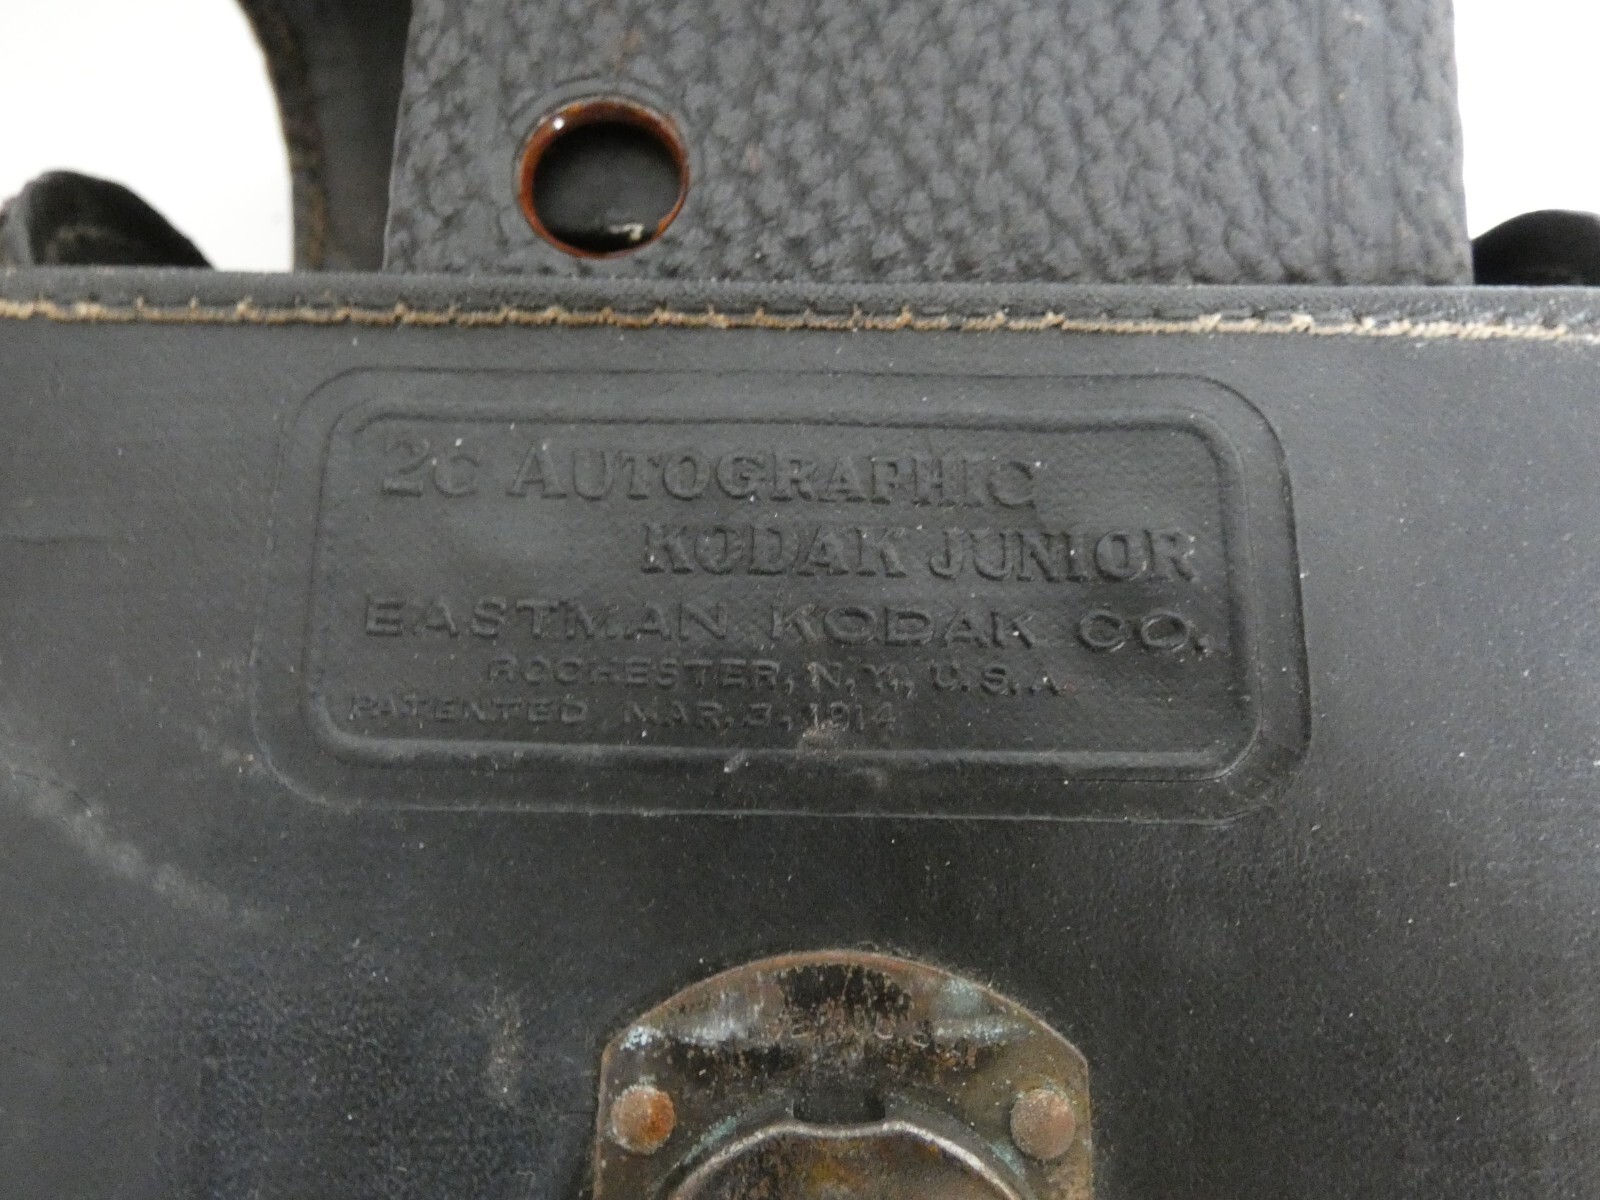 2C AUTOGRAPHIC
KODAK JUNIOR
EASTMAN KODAK CO.
ROCHESTER, N.Y., U.S.A
PATENTED MAR. 3, 1914